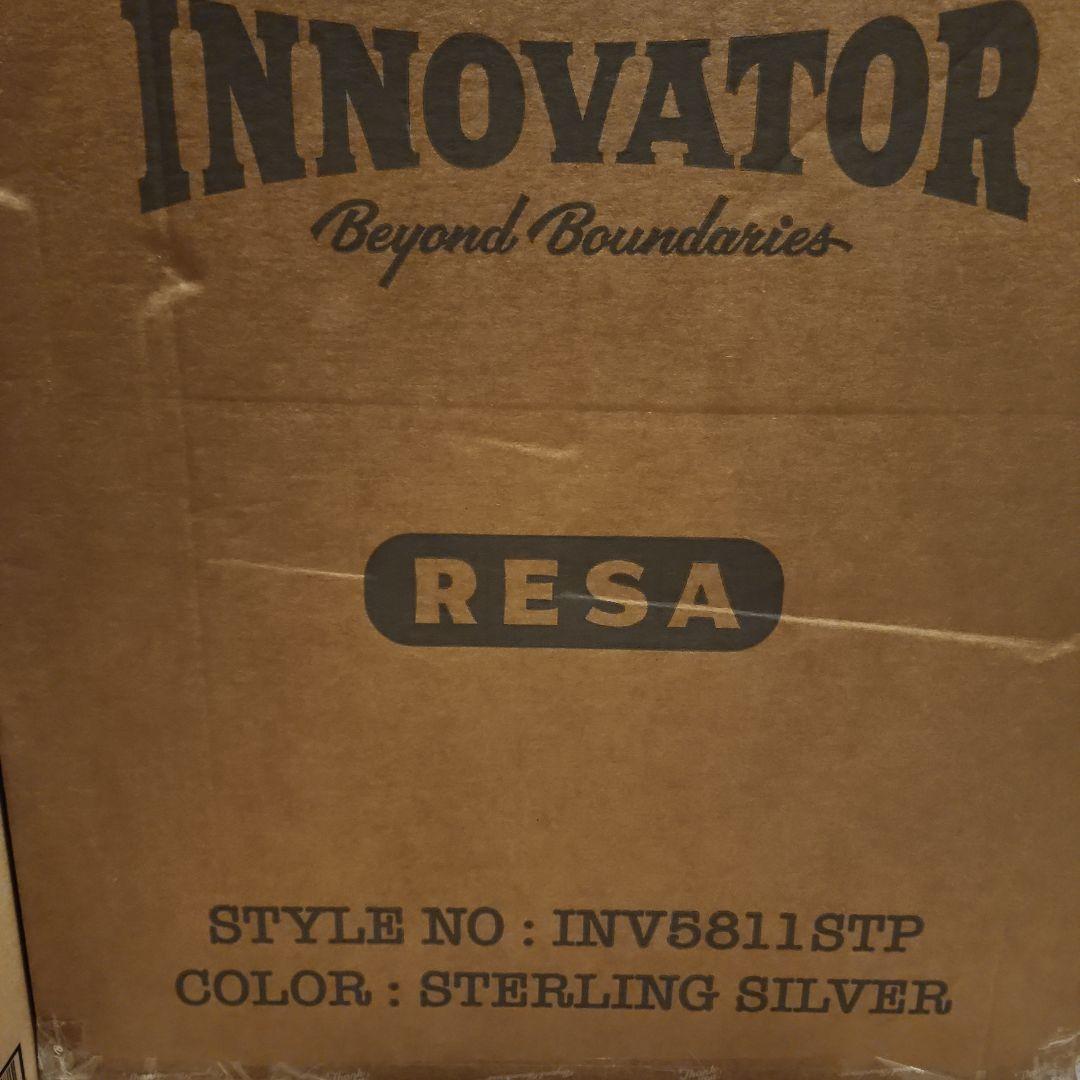 INNOVATOR
Beyond Boundaries
RESA
STYLE NO : INV5811STP
COLOR : STERLING SILVER